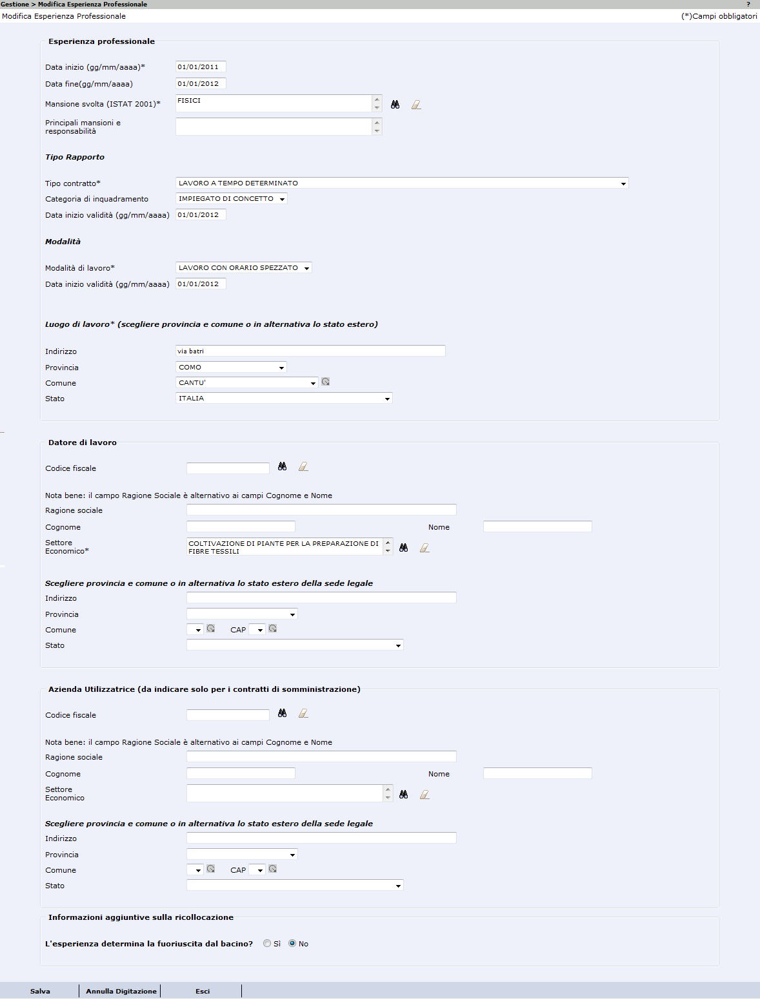 Gestione > Modifica Esperienza Professionale ?
Modifica Esperienza Professionale (*)Campi obbligatori
Esperienza professionale
Data inizio (gg/mm/aaaa)* 01/01/2011
Data fine(gg/mm/aaaa) 01/01/2012
Mansione svolta (ISTAT 2001)* FISICI
Principali mansioni e
responsabilità
Tipo Rapporto
Tipo contratto* LAVORO A TEMPO DETERMINATO
Categoria di inquadramento IMPIEGATO DI CONCETTO
Data inizio validità (gg/mm/aaaa) 01/01/2012
Modalità
Modalità di lavoro* LAVORO CON ORARIO SPEZZATO
Data inizio validità (gg/mm/aaaa) 01/01/2012
Luogo di lavoro* (scegliere provincia e comune o in alternativa lo stato estero)
Indirizzo via batri
Provincia COMO
Comune CANTU'
Stato ITALIA
Datore di lavoro
Codice fiscale
Nota bene: il campo Ragione Sociale è alternativo ai campi Cognome e Nome
Ragione sociale
Cognome Nome
Settore
Economico*
COLTIVAZIONE DI PIANTE PER LA PREPARAZIONE DI
FIBRE TESSILI
Scegliere provincia e comune o in alternativa lo stato estero della sede legale
Indirizzo
Provincia
Comune CAP
Stato
Azienda Utilizzatrice (da indicare solo per i contratti di somministrazione)
Codice fiscale
Nota bene: il campo Ragione Sociale è alternativo ai campi Cognome e Nome
Ragione sociale
Cognome Nome
Settore
Economico
Scegliere provincia e comune o in alternativa lo stato estero della sede legale
Indirizzo
Provincia
Comune CAP
Stato
Informazioni aggiuntive sulla ricollocazione
L'esperienza determina la fuoriuscita dal bacino? Sì No
Salva Annulla Digitazione Esci